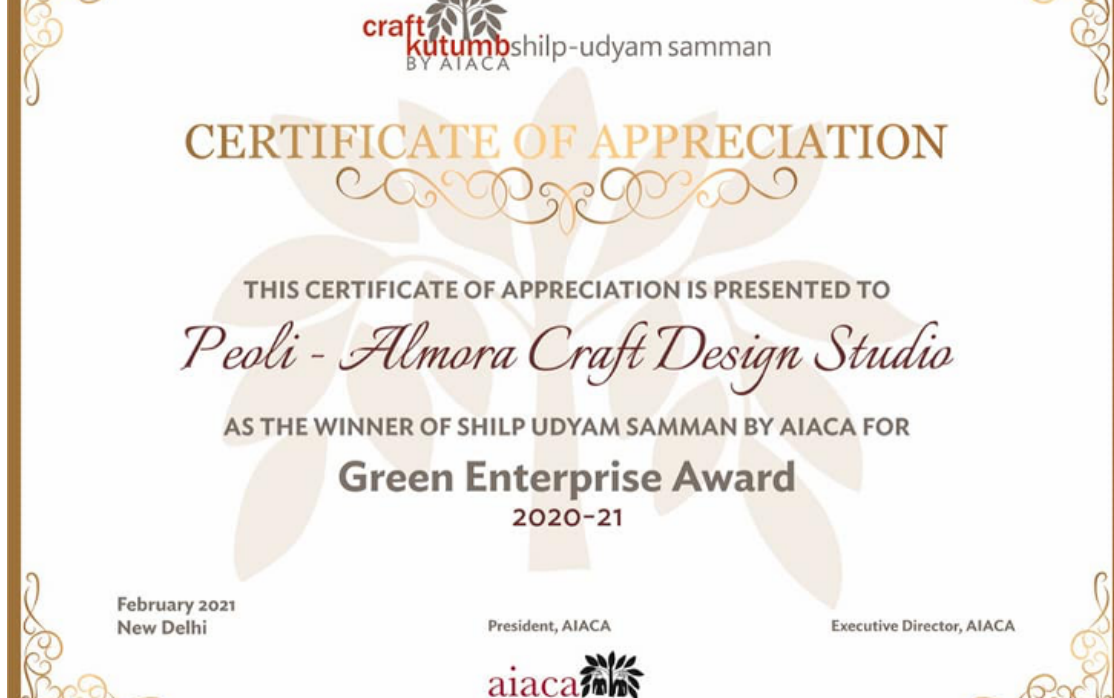 craft
kutumb shilp-udyam samman
BY AIACA
CERTIFICATE OF APPRECIATION
THIS CERTIFICATE OF APPRECIATION IS PRESENTED TO
Peoli - Almora Craft Design Studio
AS THE WINNER OF SHILP UDYAM SAMMAN BY AIACA FOR
Green Enterprise Award
2020-21
February 2021
New Delhi
President, AIACA
Executive Director, AIACA
aiaca